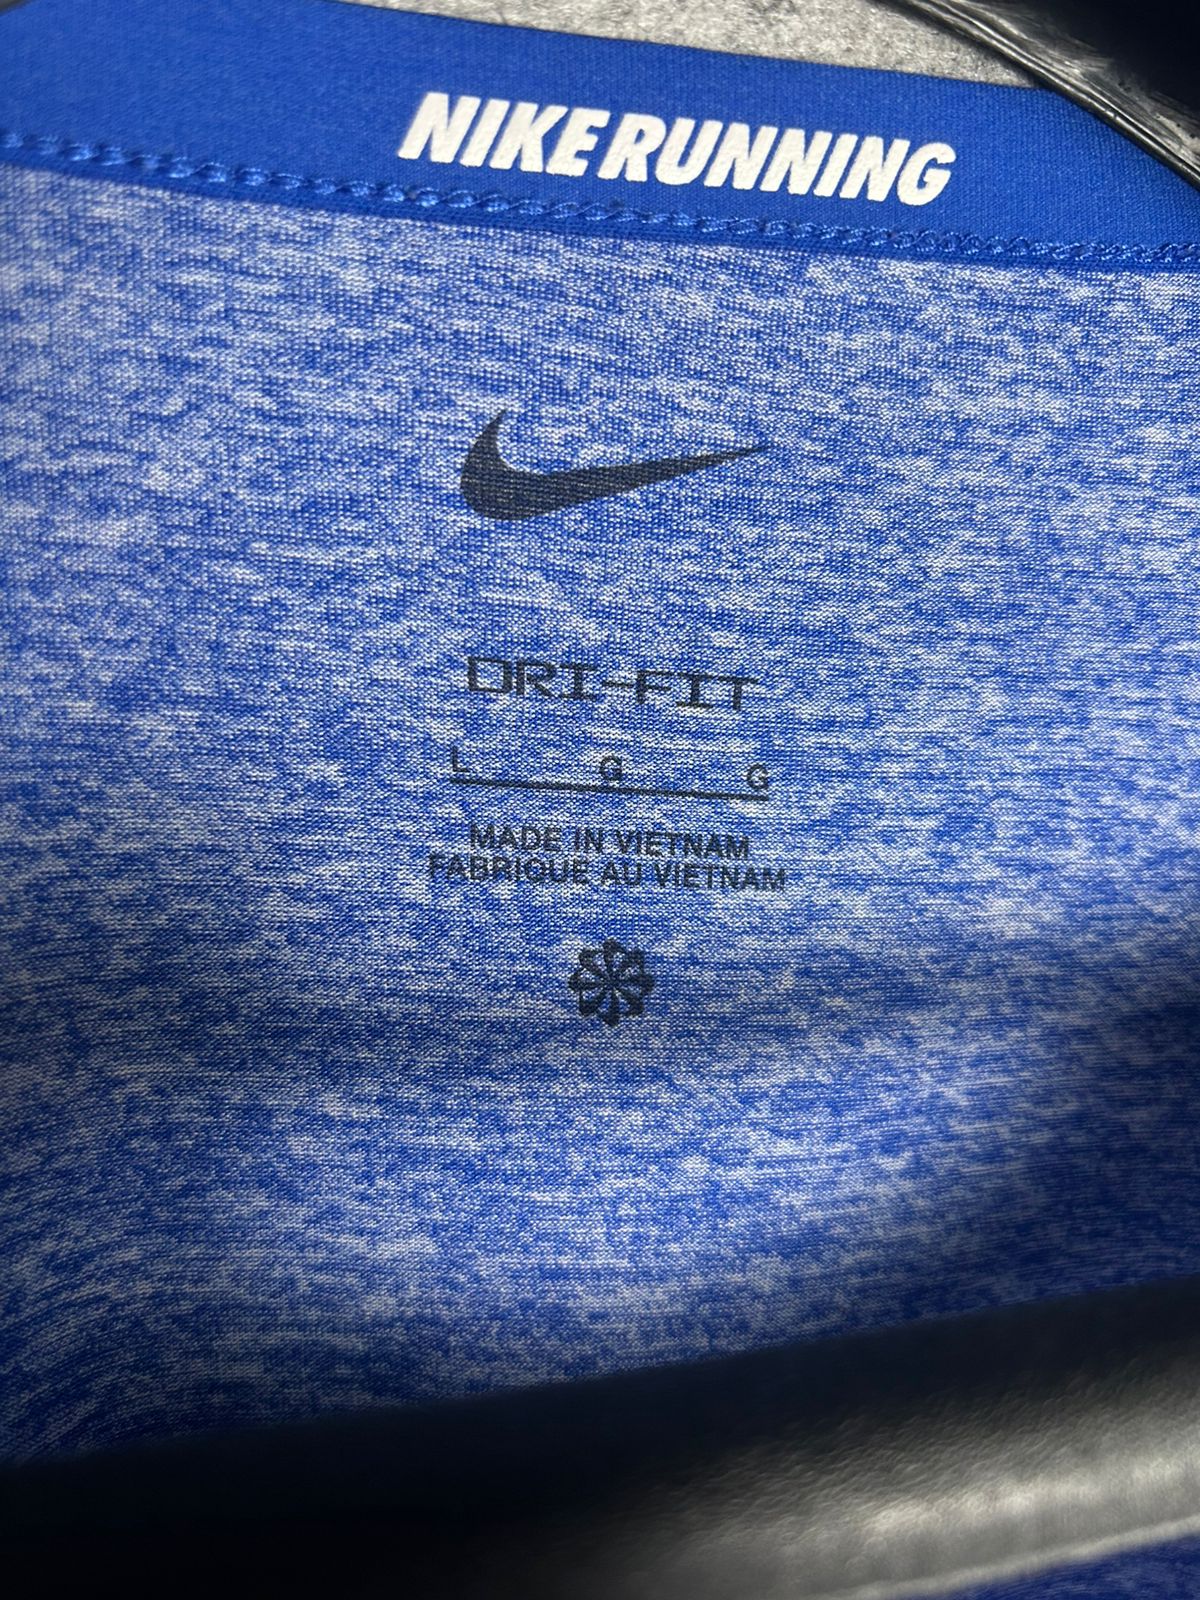 NIKE RUNNING
DRI-FIT
L G G
MADE IN VIETNAM
FABRIQUE AU VIETNAM